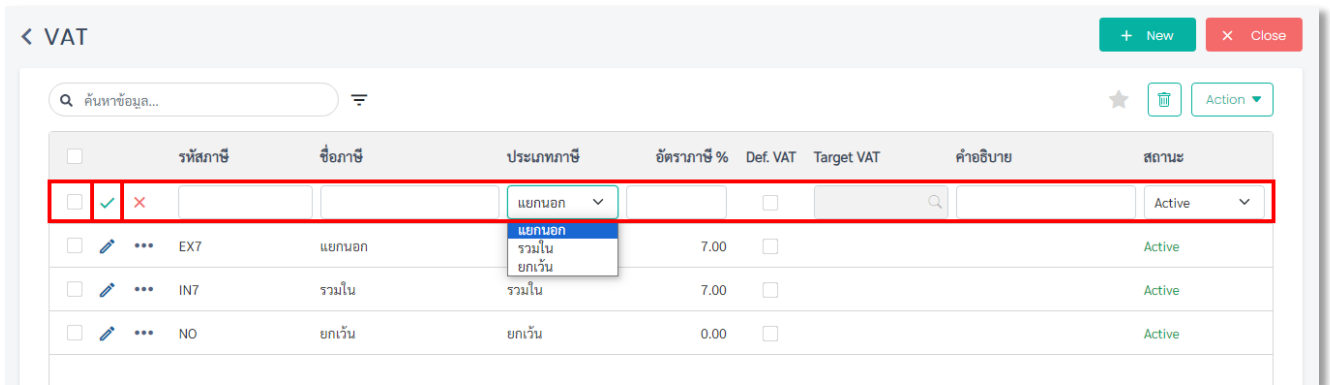 VAT
+ New
× Close
ค้นหาข้อมูล...
Action
รหัสภาษี ชื่อภาษี ประเภทภาษี อัตราภาษี % Def. VAT Target VAT คำอธิบาย สถานะ
แยกนอก Active
แยกนอก
รวมใน
ยกเว้น
EX7 แยกนอก 7.00 Active
IN7 รวมใน รวมใน 7.00 Active
NO ยกเว้น ยกเว้น 0.00 Active